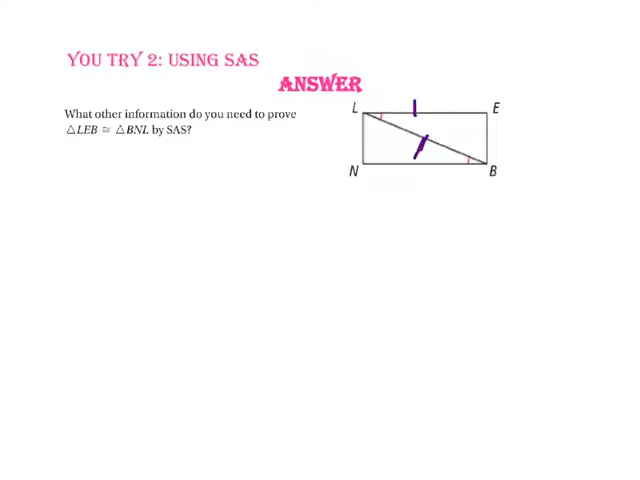 YOU TRY 2: USING SAS
ANSWER
What other information do you need to prove
△LEB ≅ △BNL by SAS?
L E
N B